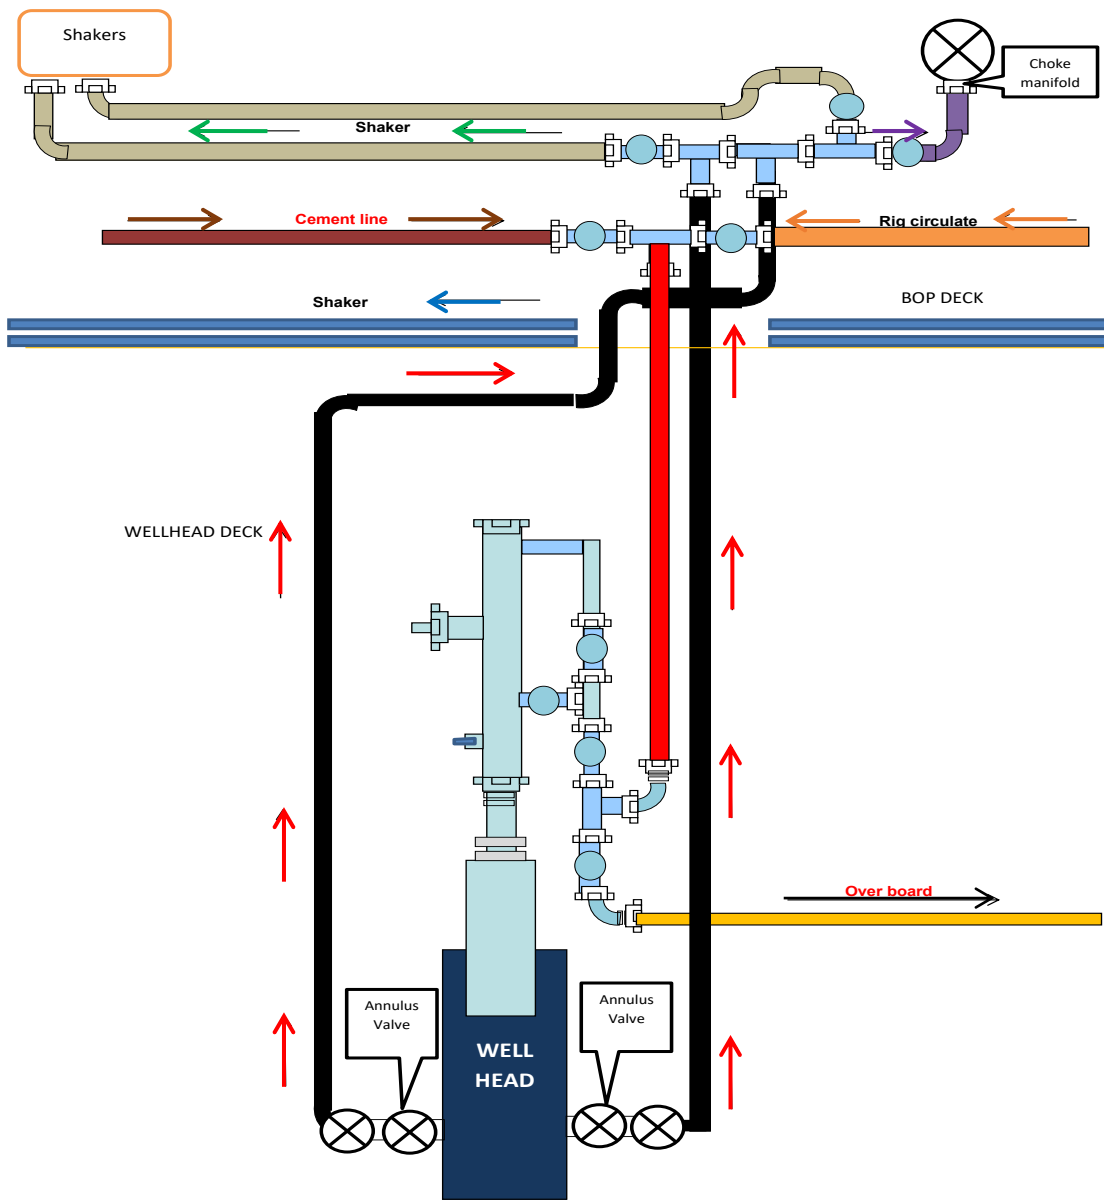 Shakers
Choke
manifold
Shaker
Cement line
Rig circulate
Shaker
BOP DECK
WELLHEAD DECK
Over board
Annulus
Valve
Annulus
Valve
WELL
HEAD